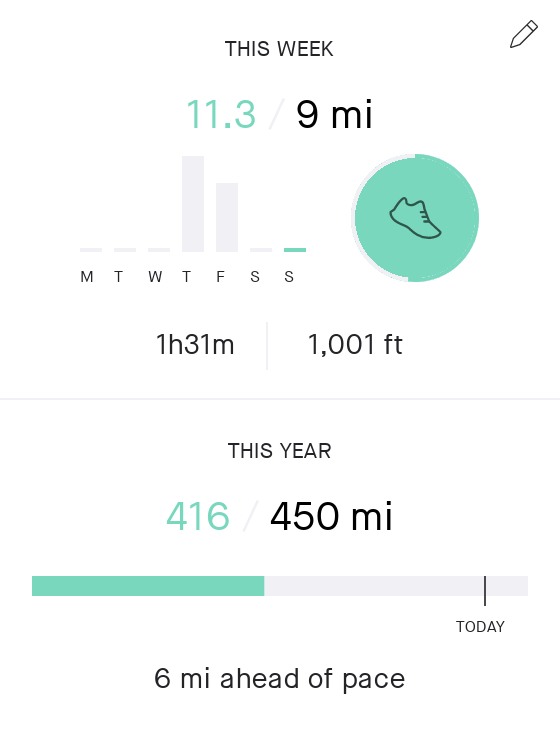 THIS WEEK
11.3 / 9 mi
M T W T F S S
1h31m 1,001 ft
THIS YEAR
416 / 450 mi
TODAY
6 mi ahead of pace